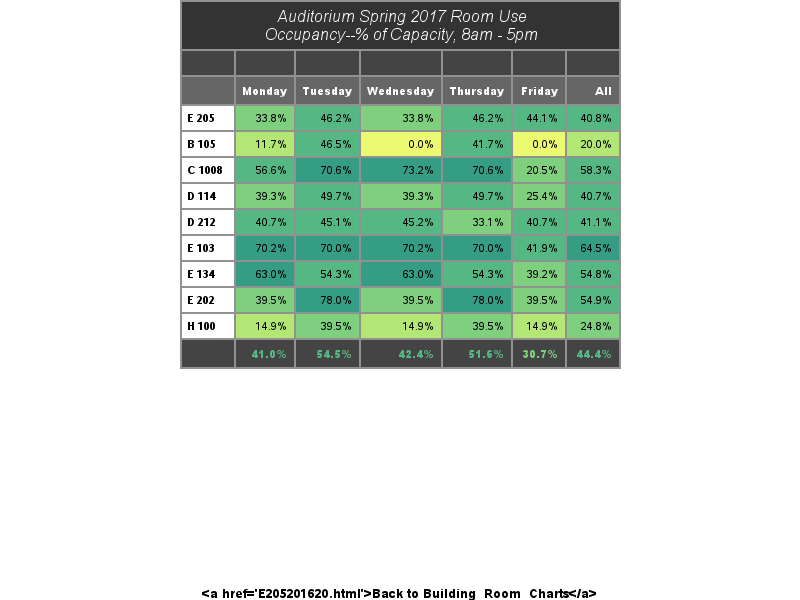 Auditorium Spring 2017 Room Use
Occupancy--% of Capacity, 8am - 5pm
Monday Tuesday Wednesday Thursday Friday All
E 205 33.8% 46.2% 33.8% 46.2% 44.1% 40.8%
B 105 11.7% 46.5% 0.0% 41.7% 0.0% 20.0%
C 1008 56.6% 70.6% 73.2% 70.6% 20.5% 58.3%
D 114 39.3% 49.7% 39.3% 49.7% 25.4% 40.7%
D 212 40.7% 45.1% 45.2% 33.1% 40.7% 41.1%
E 103 70.2% 70.0% 70.2% 70.0% 41.9% 64.5%
E 134 63.0% 54.3% 63.0% 54.3% 39.2% 54.8%
E 202 39.5% 78.0% 39.5% 78.0% 39.5% 54.9%
H 100 14.9% 39.5% 14.9% 39.5% 14.9% 24.8%
41.0% 54.5% 42.4% 51.6% 30.7% 44.4%
<a href='E205201620.html'>Back to Building_Room_Charts</a>